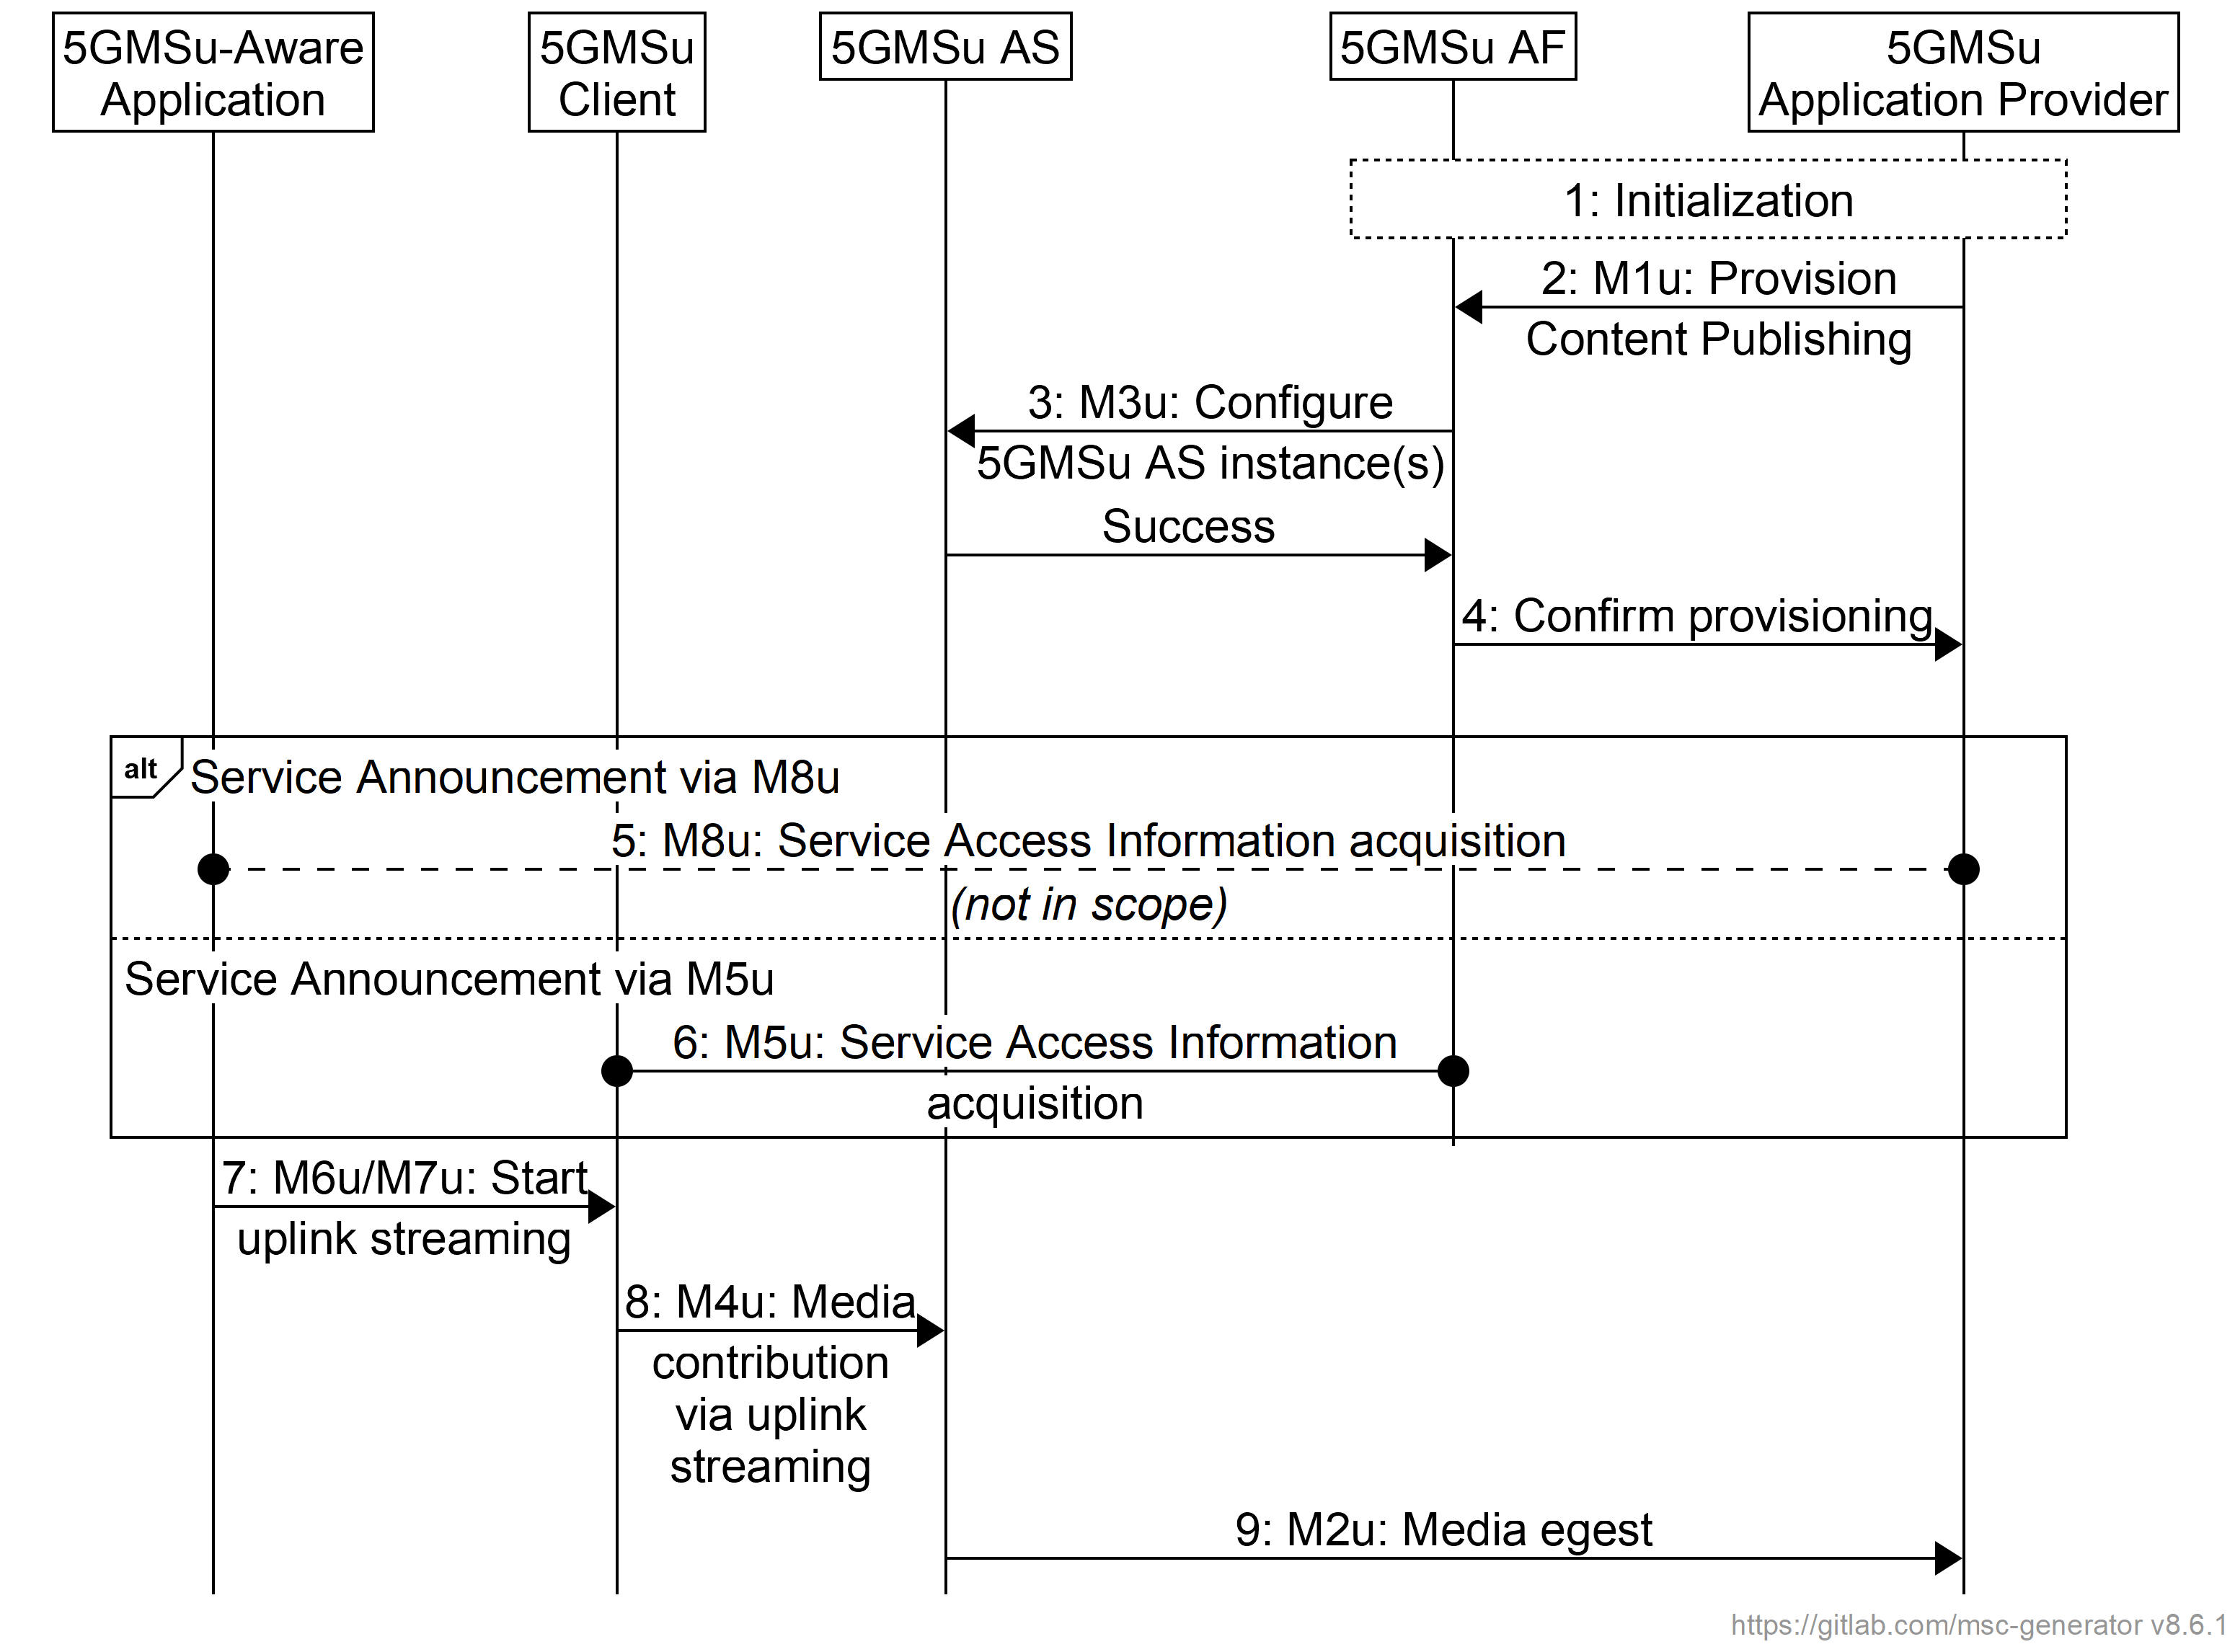 5GMSu-Aware
Application
5GMSu
Client
5GMSu AS
5GMSu AF
5GMSu
Application Provider
1: Initialization
2: M1u: Provision
Content Publishing
3: M3u: Configure
5GMSu AS instance(s)
Success
4: Confirm provisioning
alt
Service Announcement via M8u
5: M8u: Service Access Information acquisition
(not in scope)
Service Announcement via M5u
6: M5u: Service Access Information
acquisition
7: M6u/M7u: Start
uplink streaming
8: M4u: Media
contribution
via uplink
streaming
9: M2u: Media egest
https://gitlab.com/msc-generator v8.6.1